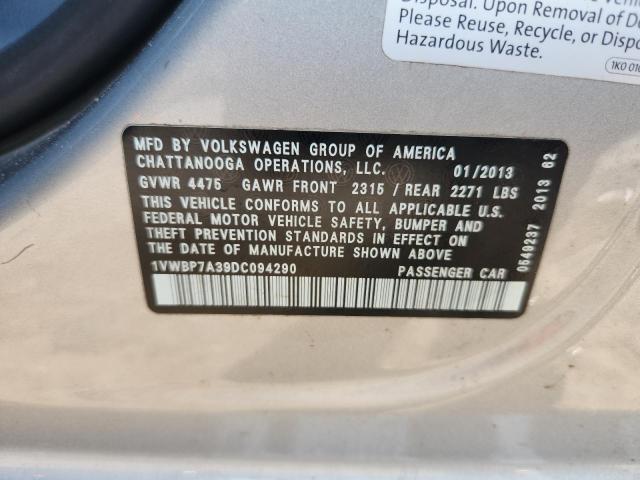 Disposal. Upon Removal of
Please Reuse, Recycle, or
Hazardous Waste.
1K0
MFD BY VOLKSWAGEN GROUP OF AMERICA
CHATTANOOGA OPERATIONS, LLC. 01/2013
GVWR 4475 GAWR FRONT 2315 / REAR 2271 LBS
THIS VEHICLE CONFORMS TO ALL APPLICABLE U.S.
FEDERAL MOTOR VEHICLE SAFETY, BUMPER AND
THEFT PREVENTION STANDARDS IN EFFECT ON
THE DATE OF MANUFACTURE SHOWN ABOVE
1VWBP7A39DC094290 PASSENGER CAR
0549237 2013 62